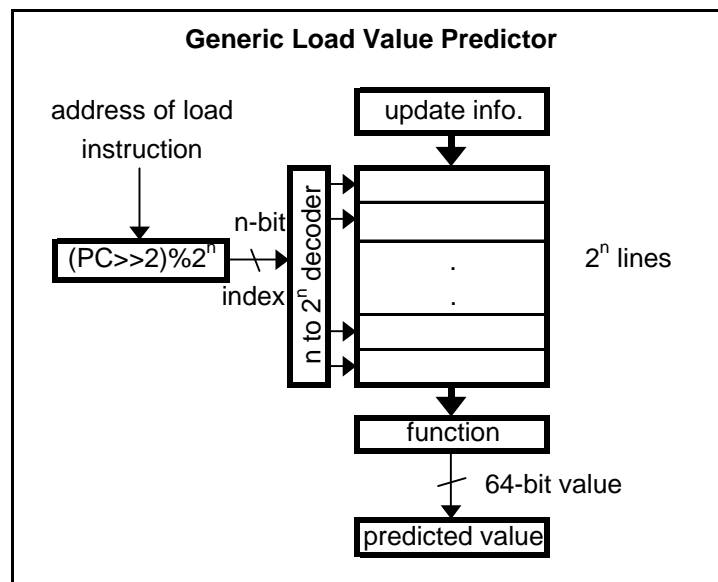 Generic Load Value Predictor
address of load
instruction
update info.
(PC>>2)%2^n
n-bit
index
n to 2^n decoder
.
.
2^n lines
function
64-bit value
predicted value